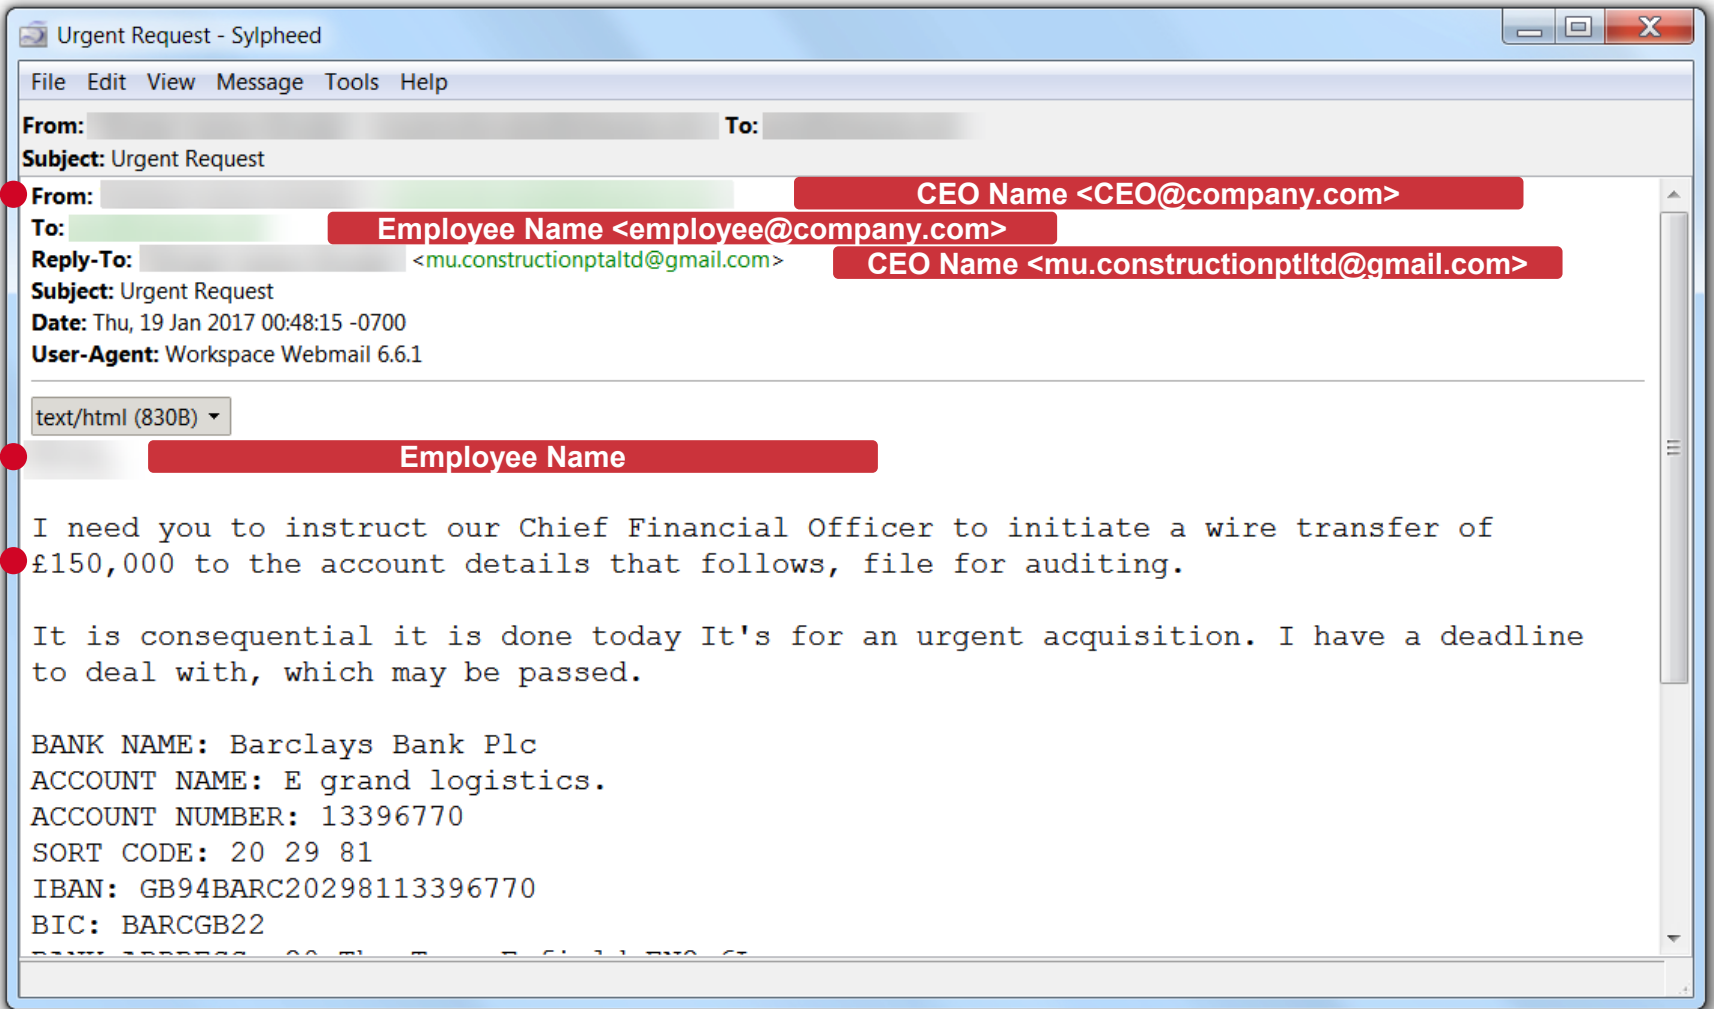 Urgent Request - Sylpheed
File Edit View Message Tools Help
From: To:
Subject: Urgent Request
From: CEO Name <CEO@company.com>
To: Employee Name <employee@company.com>
Reply-To: <mu.constructionptaltd@gmail.com> CEO Name <mu.constructionptltd@gmail.com>
Subject: Urgent Request
Date: Thu, 19 Jan 2017 00:48:15 -0700
User-Agent: Workspace Webmail 6.6.1
text/html (830B)
Employee Name
I need you to instruct our Chief Financial Officer to initiate a wire transfer of
£150,000 to the account details that follows, file for auditing.
It is consequential it is done today It's for an urgent acquisition. I have a deadline
to deal with, which may be passed.
BANK NAME: Barclays Bank Plc
ACCOUNT NAME: E grand logistics.
ACCOUNT NUMBER: 13396770
SORT CODE: 20 29 81
IBAN: GB94BARC20298113396770
BIC: BARCGB22